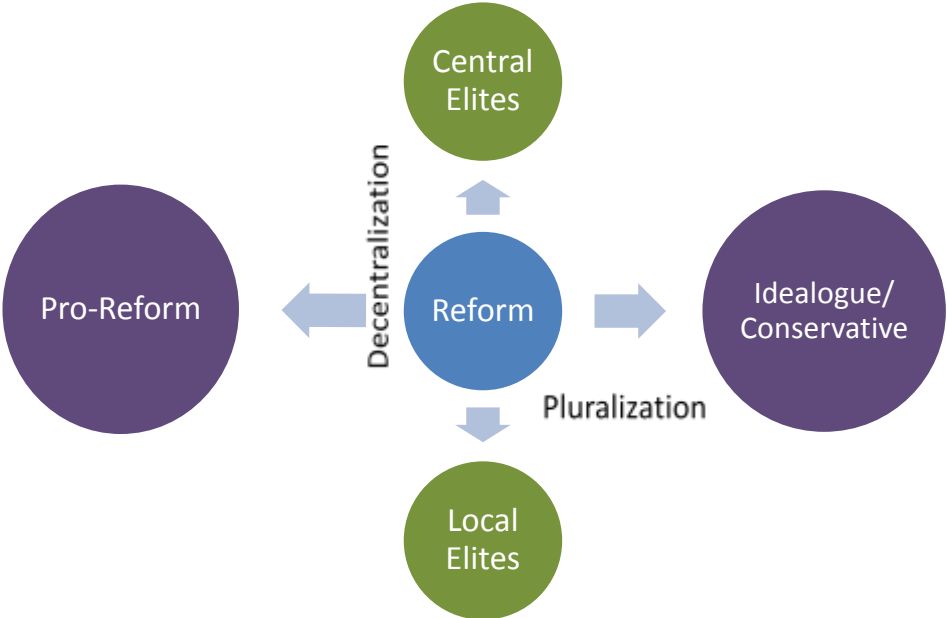 Central
Elites
Decentralization
Pro-Reform
Reform
Idealogue/
Conservative
Pluralization
Local
Elites